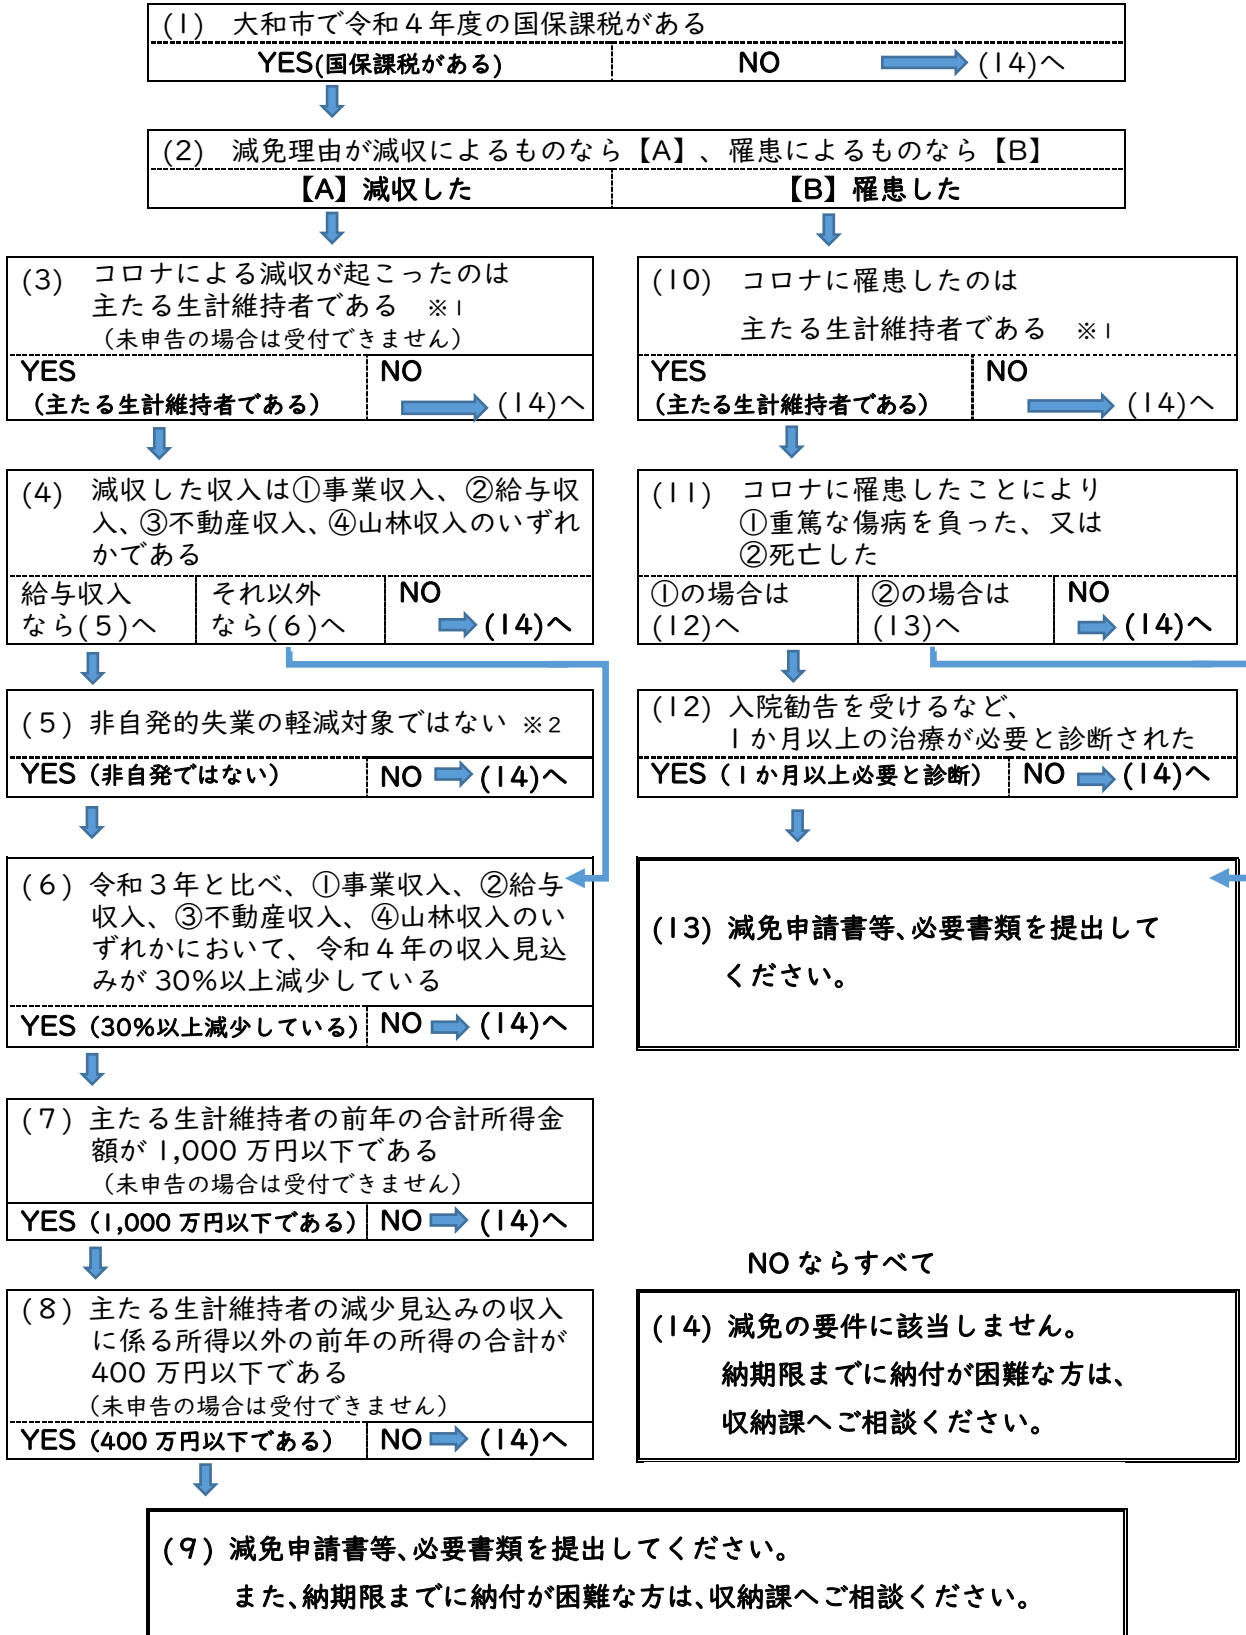 (1) 大和市で令和４年度の国保課税がある
YES(国保課税がある)
NO (14)へ
(2) 減免理由が減収によるものなら【A】、罹患によるものなら【B】
【A】減収した
【B】罹患した
(3) コロナによる減収が起こったのは
主たる生計維持者である ※1
（未申告の場合は受付できません）
YES
（主たる生計維持者である）
NO
(14)へ
(4) 減収した収入は①事業収入、②給与収
入、③不動産収入、④山林収入のいずれ
かである
給与収入
なら(5)へ
それ以外
なら(6)へ
NO
(14)へ
(5) 非自発的失業の軽減対象ではない ※2
YES（非自発ではない）
NO (14)へ
(6) 令和３年と比べ、①事業収入、②給与
収入、③不動産収入、④山林収入のい
ずれかにおいて、令和４年の収入見込
みが 30%以上減少している
YES（30%以上減少している）
NO (14)へ
(7) 主たる生計維持者の前年の合計所得金
額が 1,000 万円以下である
（未申告の場合は受付できません）
YES（1,000 万円以下である）
NO (14)へ
(8) 主たる生計維持者の減少見込みの収入
に係る所得以外の前年の所得の合計が
400 万円以下である
（未申告の場合は受付できません）
YES（400 万円以下である）
NO (14)へ
(10) コロナに罹患したのは
主たる生計維持者である ※1
YES
（主たる生計維持者である）
NO
(14)へ
(11) コロナに罹患したことにより
①重篤な傷病を負った、又は
②死亡した
①の場合は
(12)へ
②の場合は
(13)へ
NO
(14)へ
(12) 入院勧告を受けるなど、
１か月以上の治療が必要と診断された
YES（１か月以上必要と診断）
NO (14)へ
(13) 減免申請書等、必要書類を提出して
ください。
NO ならすべて
(14) 減免の要件に該当しません。
納期限までに納付が困難な方は、
収納課へご相談ください。
(9) 減免申請書等、必要書類を提出してください。
また、納期限までに納付が困難な方は、収納課へご相談ください。